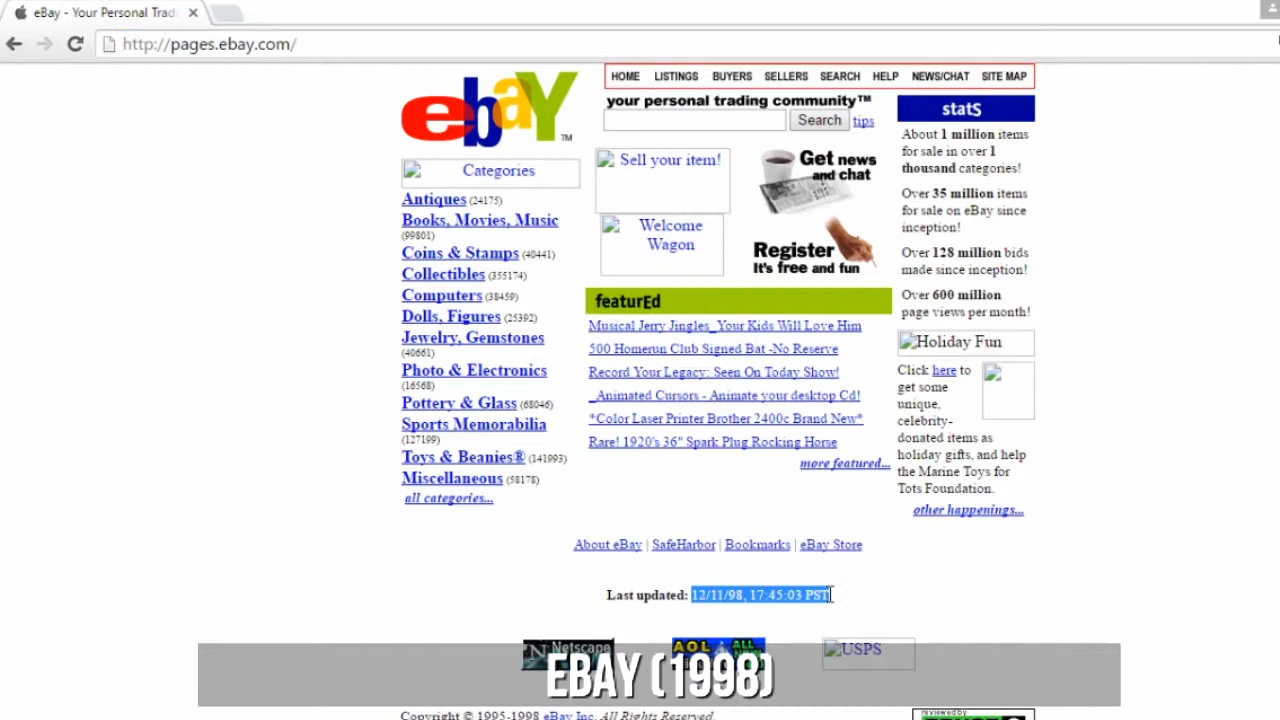 eBay - Your Personal Trad
http://pages.ebay.com/
HOME LISTINGS BUYERS SELLERS SEARCH HELP NEWS/CHAT SITE MAP
ebaY™
your personal trading community™
Search tips
Categories
Antiques (24175)
Books, Movies, Music
(99801)
Coins & Stamps (40441)
Collectibles (355174)
Computers (38459)
Dolls, Figures (25392)
Jewelry, Gemstones
(40661)
Photo & Electronics
(16568)
Pottery & Glass (68046)
Sports Memorabilia
(127199)
Toys & Beanies® (141993)
Miscellaneous (58178)
all categories...
Sell your item!
Welcome
Wagon
Get news
and chat
Register
It's free and fun
featurEd
Musical Jerry Jingles_Your Kids Will Love Him
500 Homerun Club Signed Bat -No Reserve
Record Your Legacy: Seen On Today Show!
_Animated Cursors - Animate your desktop Cd!
*Color Laser Printer Brother 2400c Brand New*
Rare! 1920's 36" Spark Plug Rocking Horse
more featured...
statS
About 1 million items
for sale in over 1
thousand categories!
Over 35 million items
for sale on eBay since
inception!
Over 128 million bids
made since inception!
Over 600 million
page views per month!
Holiday Fun
Click here to
get some
unique,
celebrity-
donated items as
holiday gifts, and help
the Marine Toys for
Tots Foundation.
other happenings...
About eBay | SafeHarbor | Bookmarks | eBay Store
Last updated: 12/11/98, 17:45:03 PST
N Netscape
AOL ALL
USPS
EBAY (1998)
Copyright © 1995-1998 eBay Inc. All Rights Reserved.
reviewed by